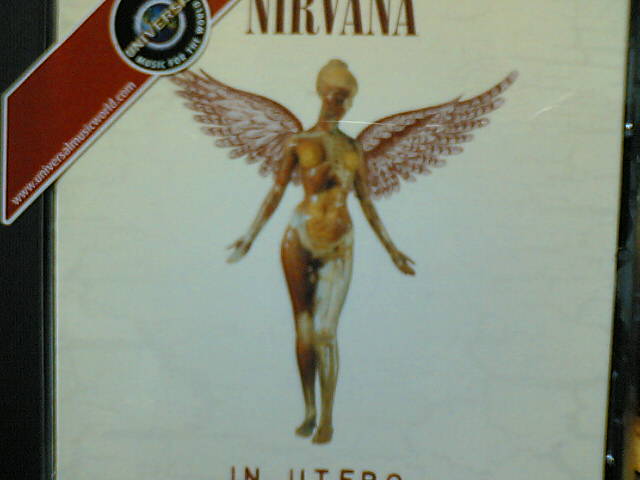 NIRVANA
UNIVERSAL
MUSIC FOR THE WORLD
www.universalmusicworld.com
IN UTERO